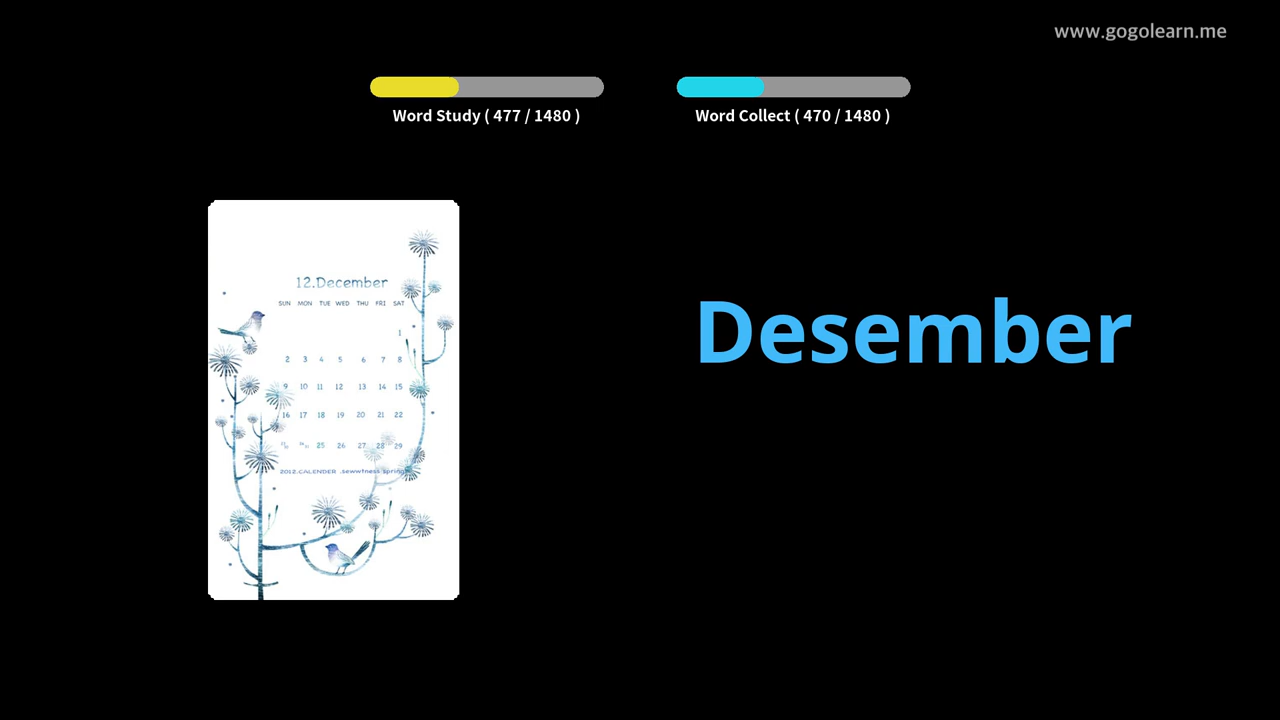 www.gogolearn.me
Word Study ( 477 / 1480 )
Word Collect ( 470 / 1480 )
12.December
SUN MON TUE WED THU FRI SAT
1
2 3 4 5 6 7 8
9 10 11 12 13 14 15
16 17 18 19 20 21 22
25 26 27 28 29
2012.CALENDER .sewwtness spring
Desember